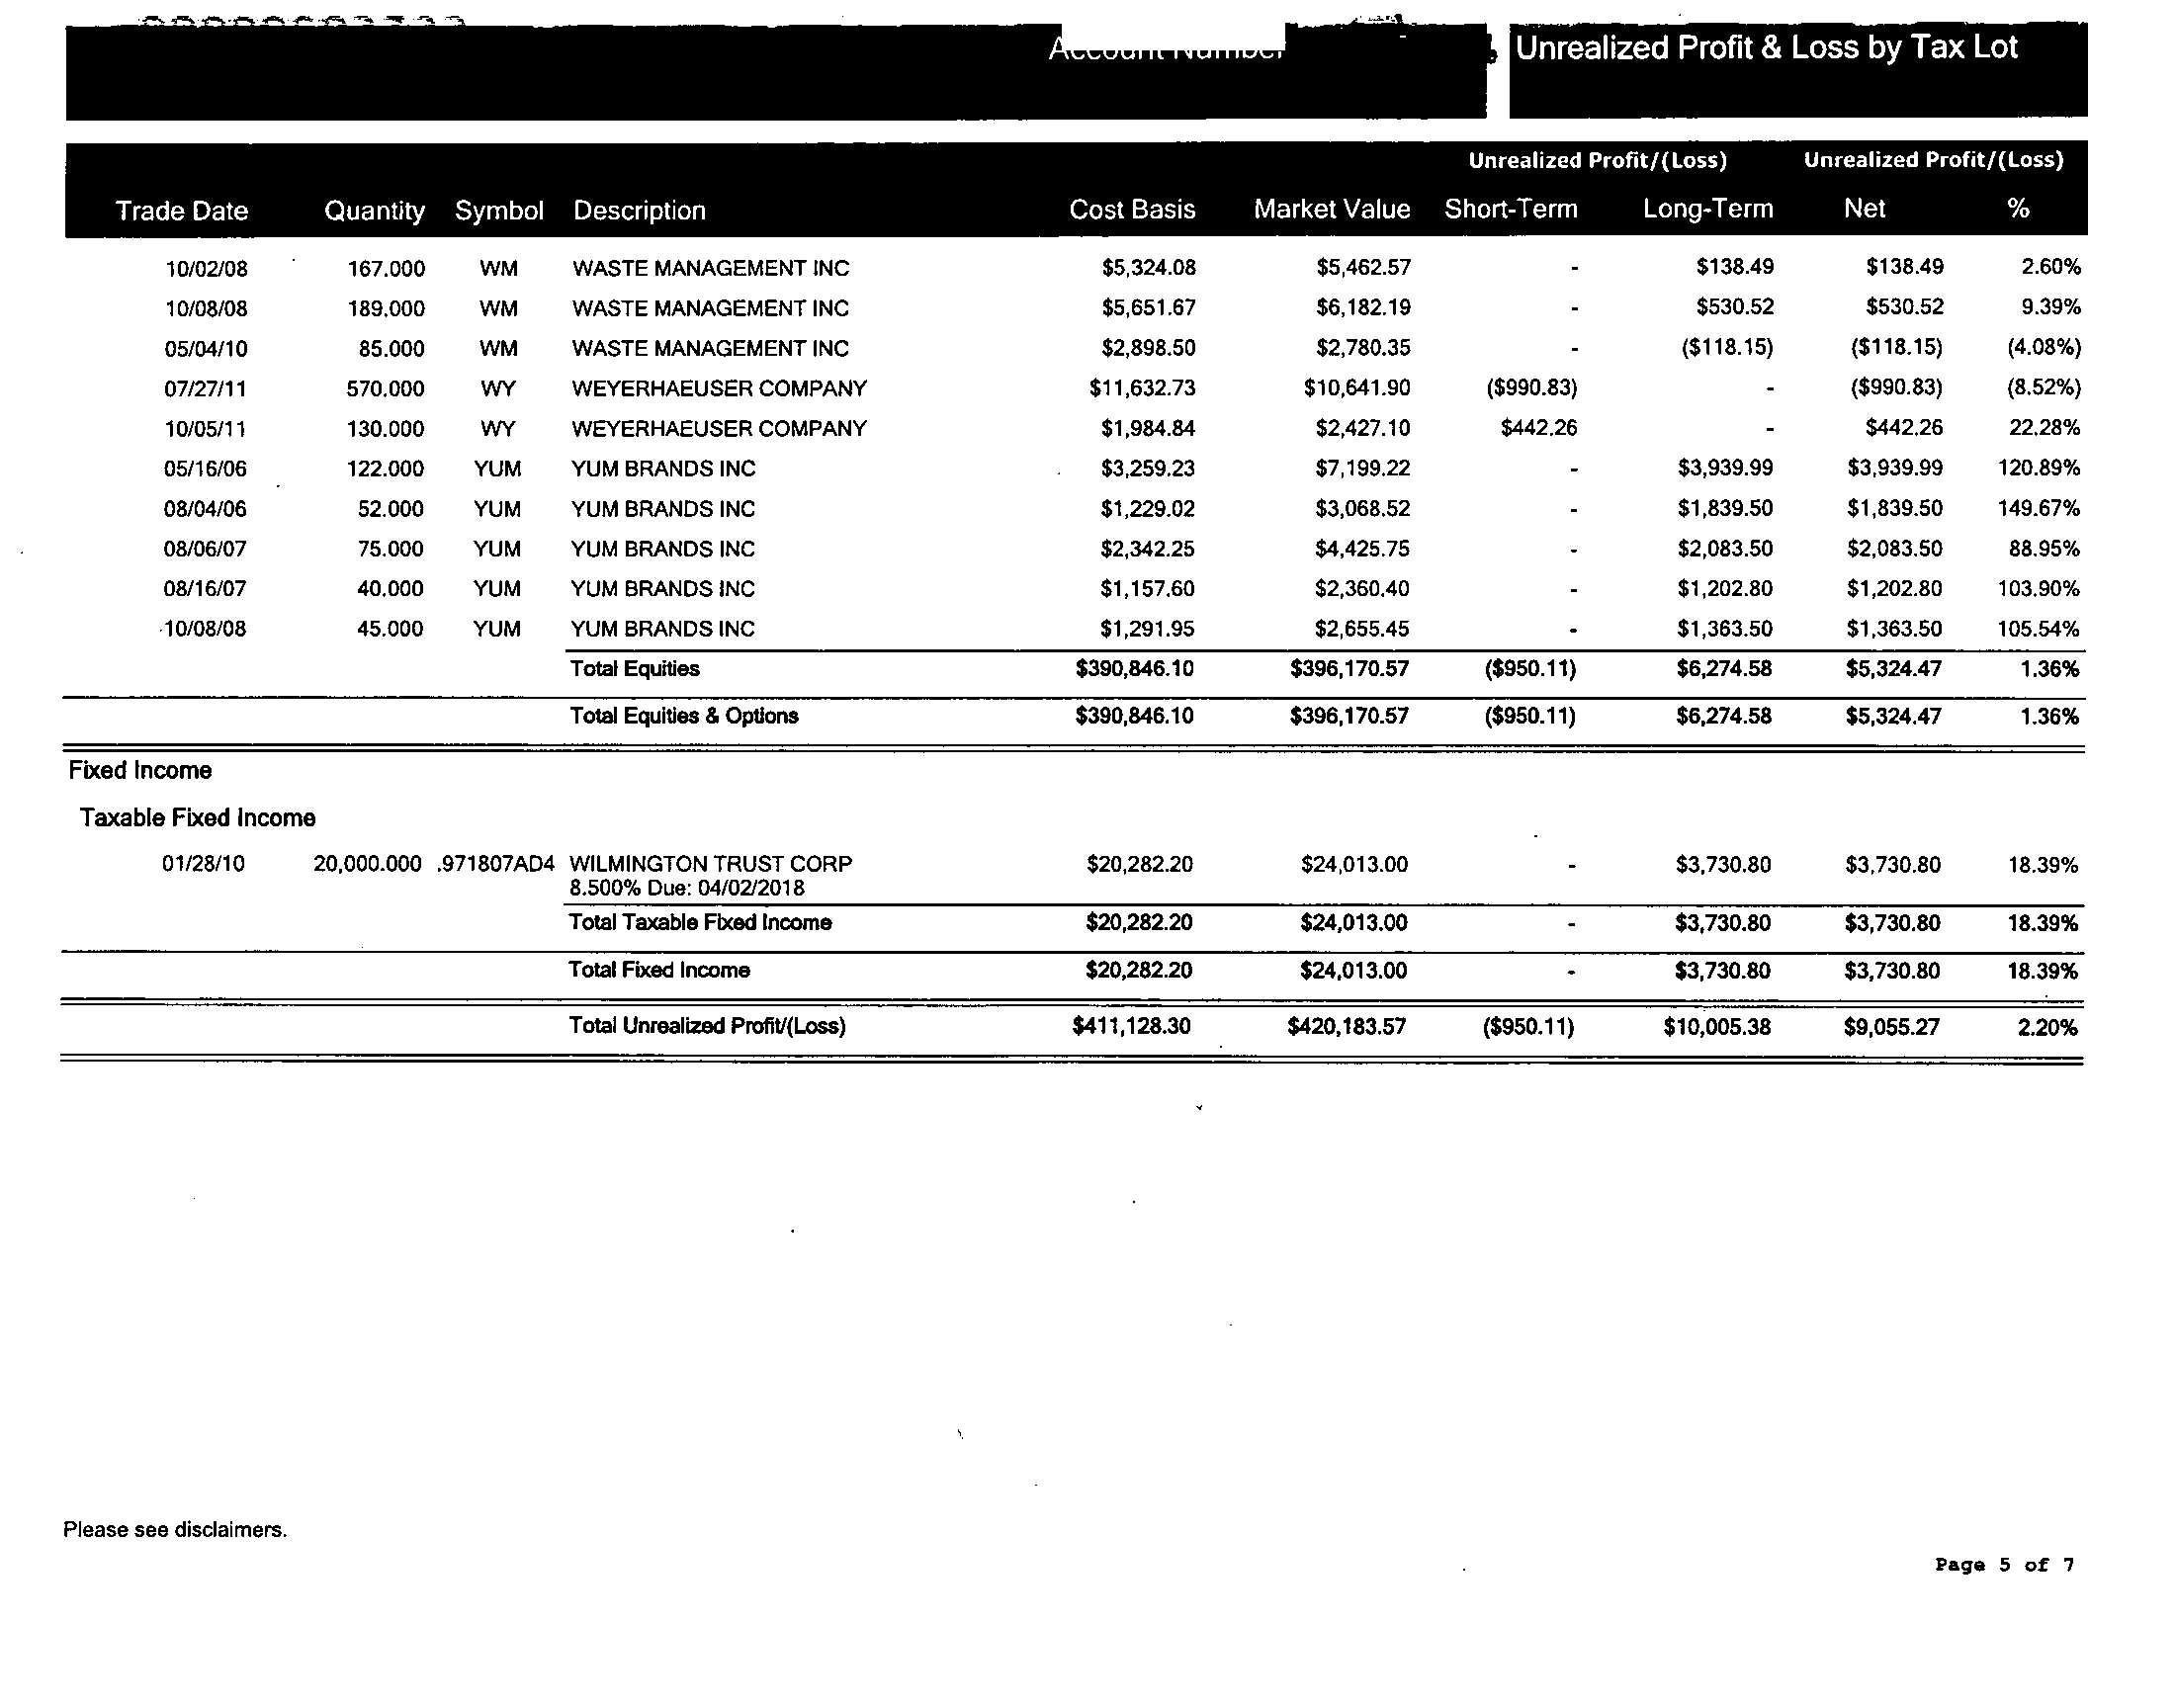 Account Number
Unrealized Profit & Loss by Tax Lot
Unrealized Profit/(Loss) Unrealized Profit/(Loss)
Trade Date Quantity Symbol Description Cost Basis Market Value Short-Term Long-Term Net %
10/02/08 167.000 WM WASTE MANAGEMENT INC $5,324.08 $5,462.57 - $138.49 $138.49 2.60%
10/08/08 189.000 WM WASTE MANAGEMENT INC $5,651.67 $6,182.19 - $530.52 $530.52 9.39%
05/04/10 85.000 WM WASTE MANAGEMENT INC $2,898.50 $2,780.35 - ($118.15) ($118.15) (4.08%)
07/27/11 570.000 WY WEYERHAEUSER COMPANY $11,632.73 $10,641.90 ($990.83) - ($990.83) (8.52%)
10/05/11 130.000 WY WEYERHAEUSER COMPANY $1,984.84 $2,427.10 $442.26 - $442.26 22.28%
05/16/06 122.000 YUM YUM BRANDS INC $3,259.23 $7,199.22 - $3,939.99 $3,939.99 120.89%
08/04/06 52.000 YUM YUM BRANDS INC $1,229.02 $3,068.52 - $1,839.50 $1,839.50 149.67%
08/06/07 75.000 YUM YUM BRANDS INC $2,342.25 $4,425.75 - $2,083.50 $2,083.50 88.95%
08/16/07 40.000 YUM YUM BRANDS INC $1,157.60 $2,360.40 - $1,202.80 $1,202.80 103.90%
10/08/08 45.000 YUM YUM BRANDS INC $1,291.95 $2,655.45 - $1,363.50 $1,363.50 105.54%
Total Equities $390,846.10 $396,170.57 ($950.11) $6,274.58 $5,324.47 1.36%
Total Equities & Options $390,846.10 $396,170.57 ($950.11) $6,274.58 $5,324.47 1.36%
Fixed Income
Taxable Fixed Income
01/28/10 20,000.000 .971807AD4 WILMINGTON TRUST CORP $20,282.20 $24,013.00 - $3,730.80 $3,730.80 18.39%
8.500% Due: 04/02/2018
Total Taxable Fixed Income $20,282.20 $24,013.00 - $3,730.80 $3,730.80 18.39%
Total Fixed Income $20,282.20 $24,013.00 - $3,730.80 $3,730.80 18.39%
Total Unrealized Profit/(Loss) $411,128.30 $420,183.57 ($950.11) $10,005.38 $9,055.27 2.20%
Please see disclaimers.
Page 5 of 7